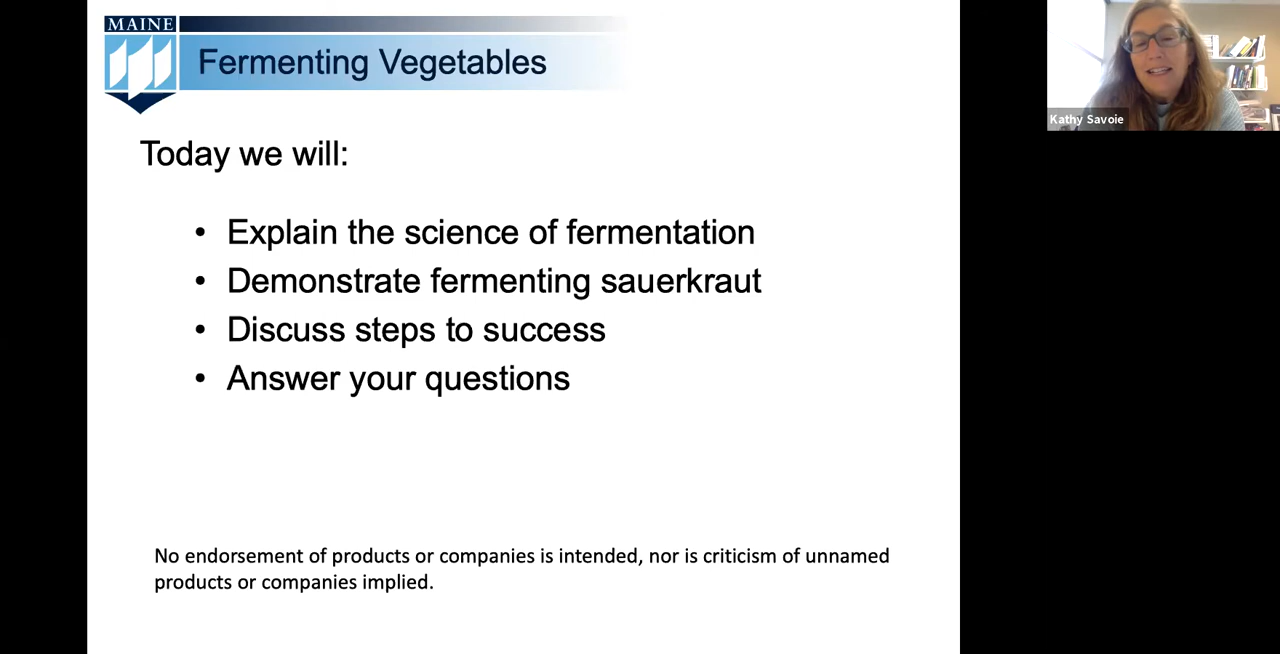 MAINE
Fermenting Vegetables
Today we will:
• Explain the science of fermentation
• Demonstrate fermenting sauerkraut
• Discuss steps to success
• Answer your questions
No endorsement of products or companies is intended, nor is criticism of unnamed
products or companies implied.
Kathy Savoie